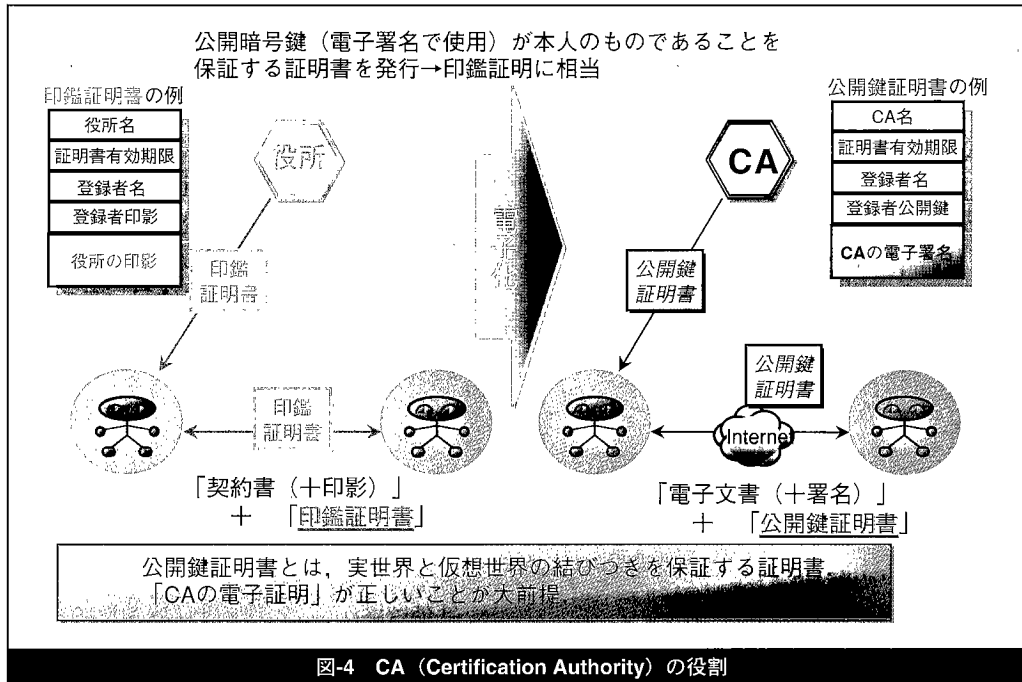 公開暗号鍵（電子署名で使用）が本人のものであることを
保証する証明書を発行→印鑑証明に相当
印鑑証明書の例
役所名
証明書有効期限
登録者名
登録者印影
役所の印影
役所
印鑑
証明書
印鑑
証明書
「契約書（＋印影）」
＋ 「印鑑証明書」
電子化
公開鍵証明書の例
CA名
証明書有効期限
登録者名
登録者公開鍵
CAの電子署名
CA
公開鍵
証明書
公開鍵
証明書
Internet
「電子文書（＋署名）」
＋ 「公開鍵証明書」
公開鍵証明書とは，実世界と仮想世界の結びつきを保証する証明書
「CAの電子証明」が正しいことが大前提
図-4 CA（Certification Authority）の役割